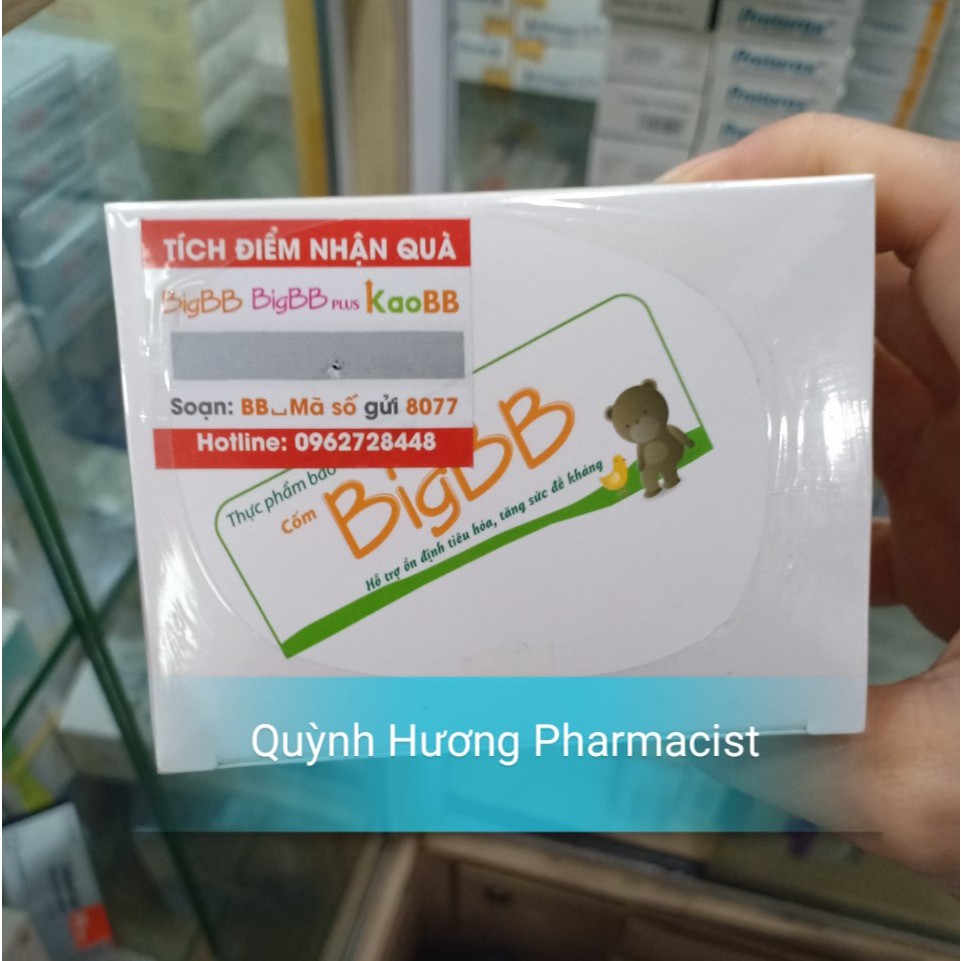 TÍCH ĐIỂM NHẬN QUÀ
BigBB BigBB PLUS KaoBB
Soạn: BB⎵Mã số gửi 8077
Hotline: 0962728448
Thực phẩm bảo
cốm BigBB
Hỗ trợ ổn định tiêu hóa, tăng sức đề kháng
Quỳnh Hương Pharmacist